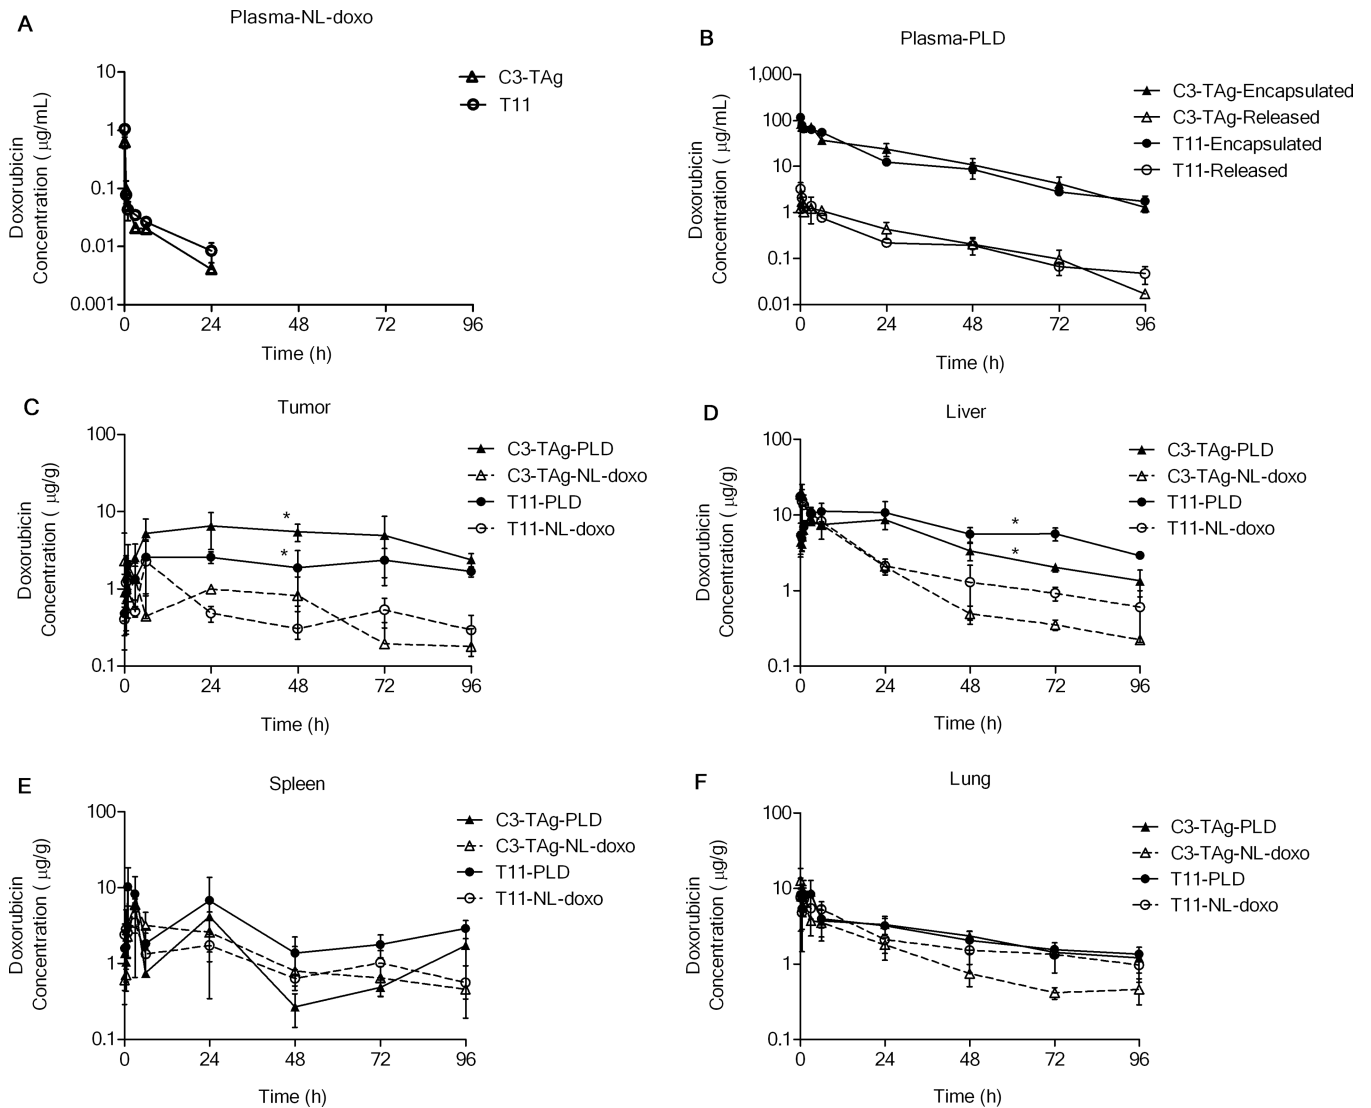 A
Plasma-NL-doxo
Doxorubicin
Concentration ( μg/mL)
10
1
0.1
0.01
0.001
0 24 48 72 96
Time (h)
C3-TAg
T11
B
Plasma-PLD
Doxorubicin
Concentration ( μg/mL)
1,000
100
10
1
0.1
0.01
0 24 48 72 96
Time (h)
C3-TAg-Encapsulated
C3-TAg-Released
T11-Encapsulated
T11-Released
C
Tumor
Doxorubicin
Concentration ( μg/g)
100
10
1
0.1
0 24 48 72 96
Time (h)
*
*
C3-TAg-PLD
C3-TAg-NL-doxo
T11-PLD
T11-NL-doxo
D
Liver
Doxorubicin
Concentration ( μg/g)
100
10
1
0.1
0 24 48 72 96
Time (h)
*
*
C3-TAg-PLD
C3-TAg-NL-doxo
T11-PLD
T11-NL-doxo
E
Spleen
Doxorubicin
Concentration ( μg/g)
100
10
1
0.1
0 24 48 72 96
Time (h)
C3-TAg-PLD
C3-TAg-NL-doxo
T11-PLD
T11-NL-doxo
F
Lung
Doxorubicin
Concentration ( μg/g)
100
10
1
0.1
0 24 48 72 96
Time (h)
C3-TAg-PLD
C3-TAg-NL-doxo
T11-PLD
T11-NL-doxo